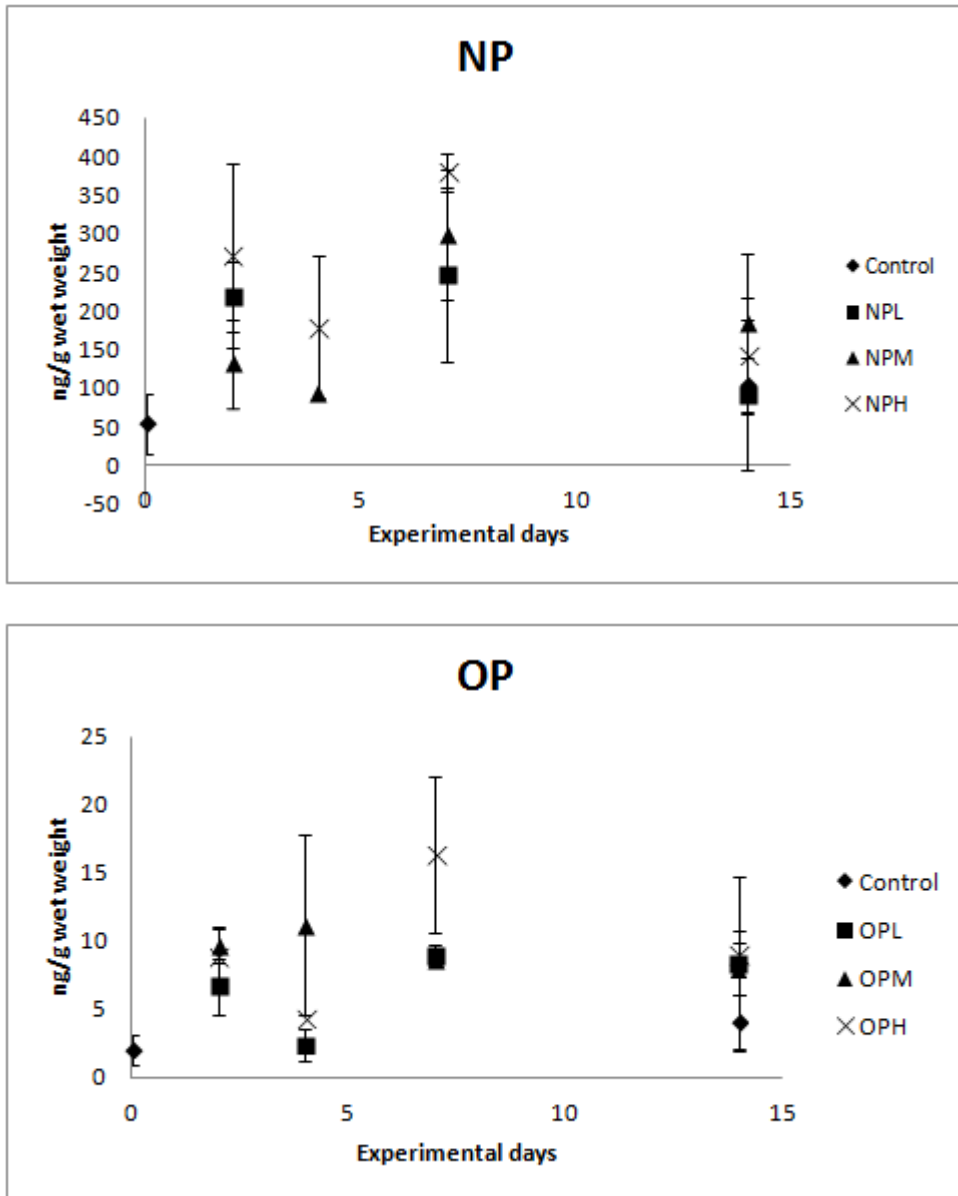 NP
450
400
350
300
250
200
150
100
50
0
-50
ng/g wet weight
0 5 10 15
Experimental days
Control
NPL
NPM
NPH
OP
25
20
15
10
5
0
ng/g wet weight
0 5 10 15
Experimental days
Control
OPL
OPM
OPH